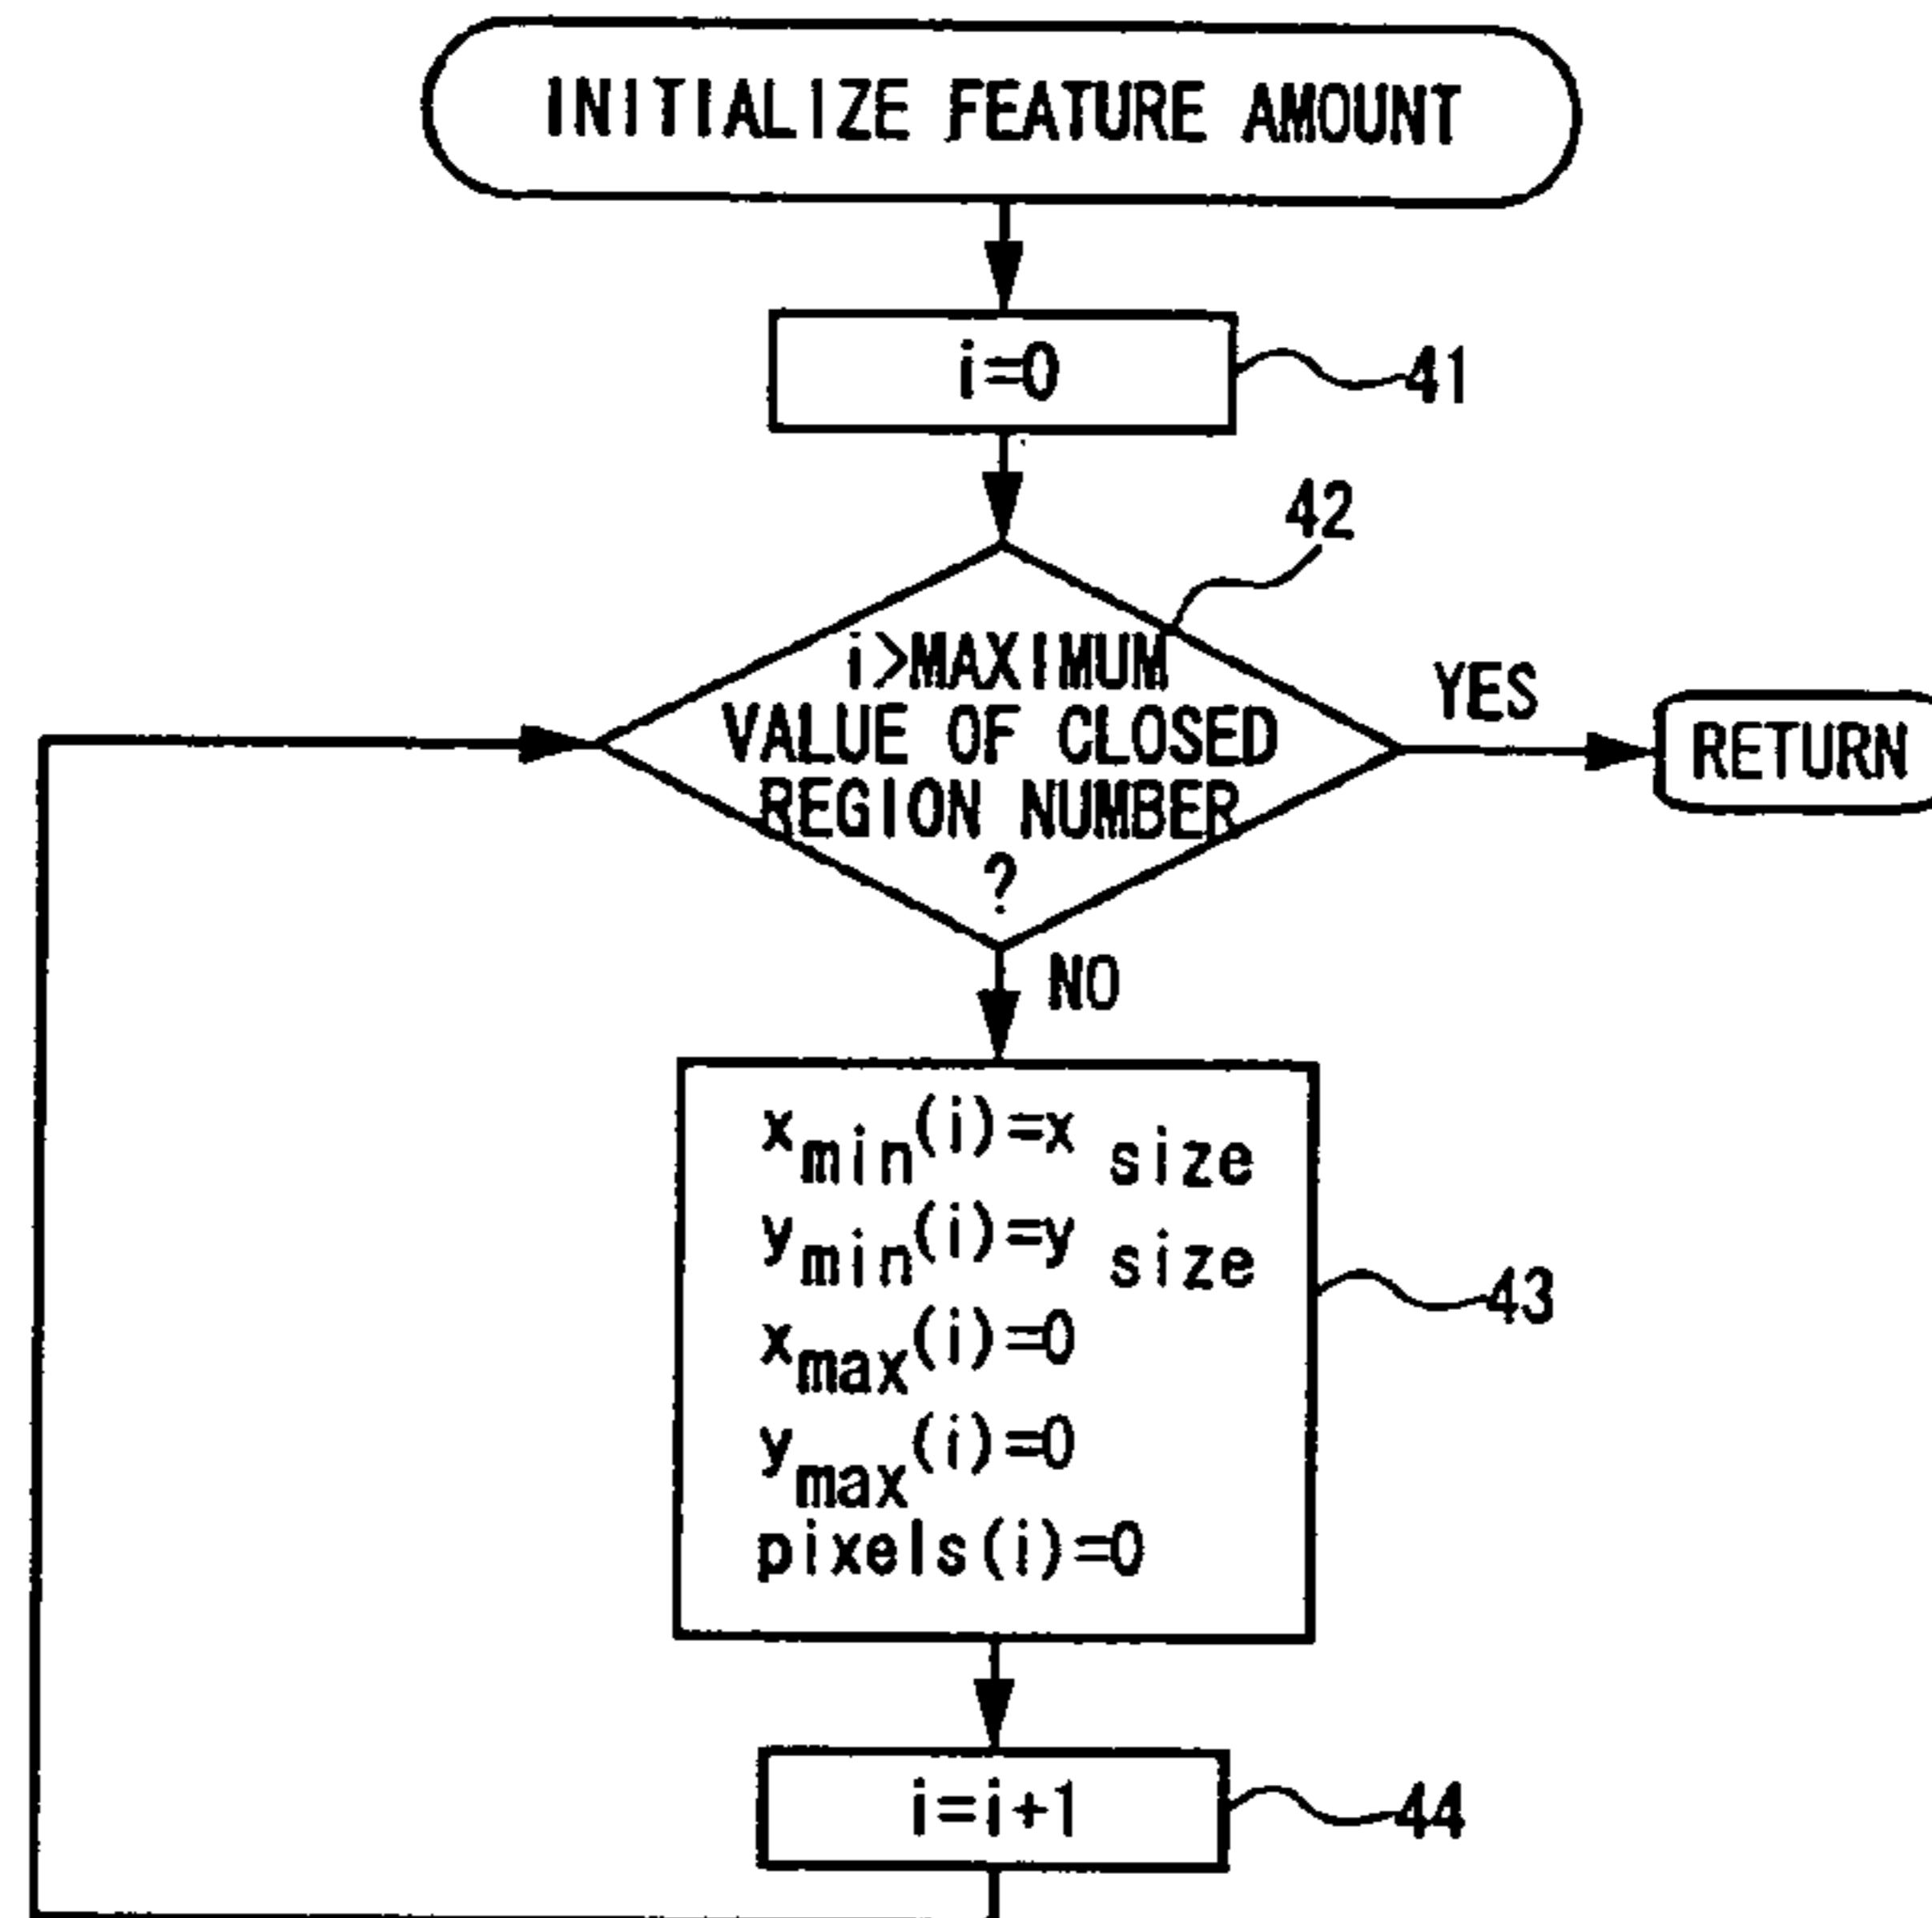 INITIALIZE FEATURE AMOUNT
i=0
41
42
i>MAXIMUM
VALUE OF CLOSED
REGION NUMBER
?
YES
RETURN
NO
xmin(i)=x size
ymin(i)=y size
xmax(i)=0
ymax(i)=0
pixels(i)=0
43
i=i+1
44